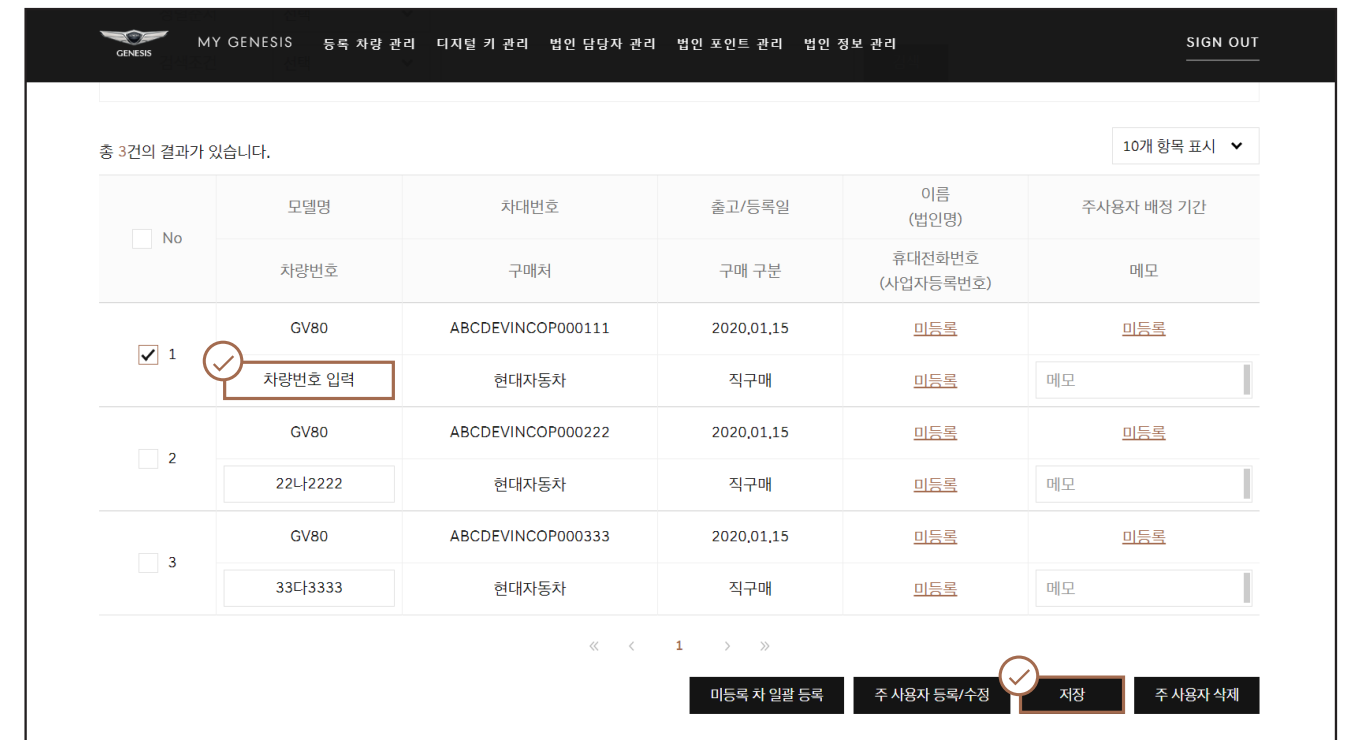 GENESIS
MY GENESIS 등록 차량 관리 디지털 키 관리 법인 담당자 관리 법인 포인트 관리 법인 정보 관리 SIGN OUT
총 3건의 결과가 있습니다.
10개 항목 표시
No
모델명 차대번호 출고/등록일 이름 (법인명) 주사용자 배정 기간
차량번호 구매처 구매 구분 휴대전화번호 (사업자등록번호) 메모
1
GV80 ABCDEVINCOP000111 2020.01.15 미등록 미등록
차량번호 입력 현대자동차 직구매 미등록 메모
2
GV80 ABCDEVINCOP000222 2020.01.15 미등록 미등록
22나2222 현대자동차 직구매 미등록 메모
3
GV80 ABCDEVINCOP000333 2020.01.15 미등록 미등록
33다3333 현대자동차 직구매 미등록 메모
« < 1 > »
미등록 차 일괄 등록 주 사용자 등록/수정 저장 주 사용자 삭제